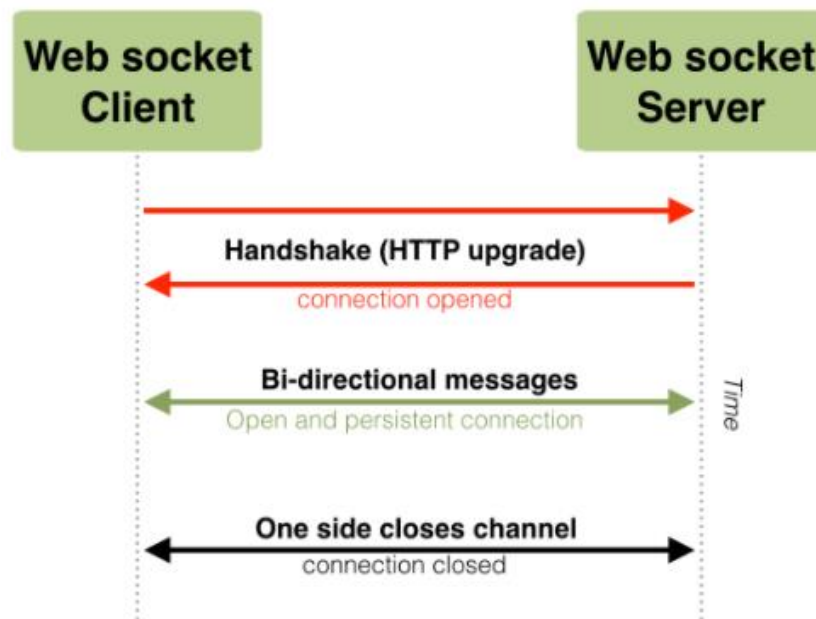 Web socket
Client
Web socket
Server
Handshake (HTTP upgrade)
connection opened
Bi-directional messages
Open and persistent connection
Time
One side closes channel
connection closed